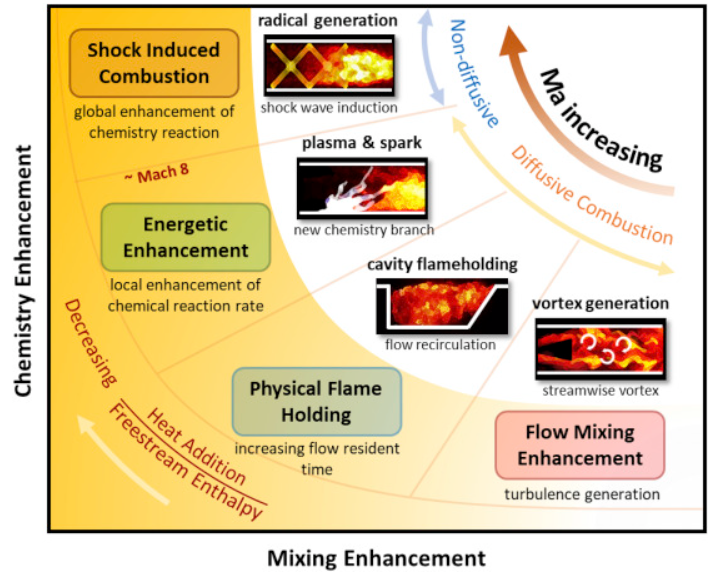 Chemistry Enhancement
Shock Induced
Combustion
global enhancement of
chemistry reaction
radical generation
shock wave induction
Non-diffusive
Ma increasing
~ Mach 8
plasma & spark
new chemistry branch
Diffusive Combustion
Energetic
Enhancement
local enhancement of
chemical reaction rate
cavity flameholding
flow recirculation
vortex generation
streamwise vortex
Decreasing
Heat Addition
Freestream Enthalpy
Physical Flame
Holding
increasing flow resident
time
Flow Mixing
Enhancement
turbulence generation
Mixing Enhancement